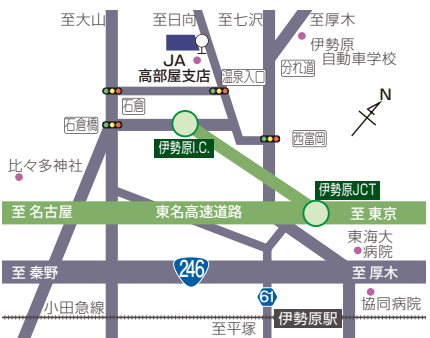 至大山
至日向
至七沢
至厚木
伊勢原
自動車学校
JA
高部屋支店
温泉入口
分れ道
石倉
N
石倉橋
西富岡
伊勢原I.C.
比々多神社
伊勢原JCT
至 名古屋
東名高速道路
至 東京
東海大
病院
至 秦野
246
至 厚木
61
小田急線
協同病院
伊勢原駅
至平塚